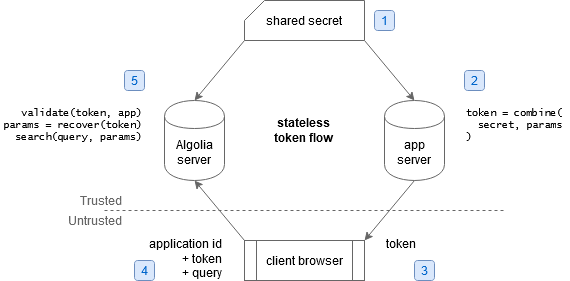 shared secret
1
5
2
validate(token, app)
params = recover(token)
search(query, params)
Algolia
server
stateless
token flow
app
server
token = combine(
secret, params
)
Trusted
Untrusted
application id
+ token
+ query
4
client browser
token
3